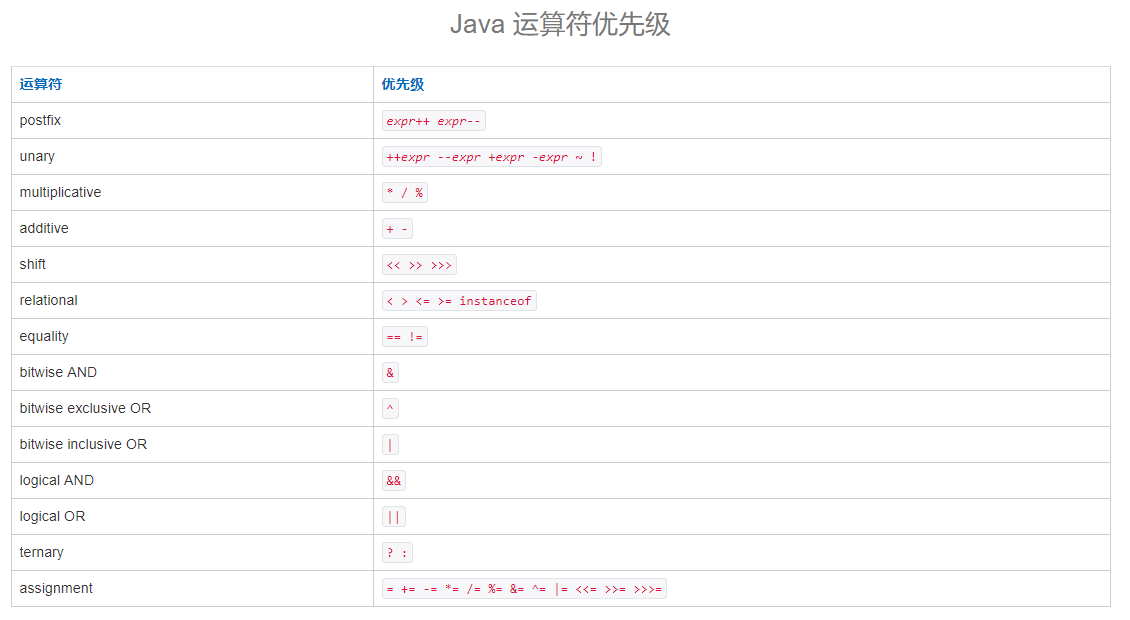 Java 运算符优先级
运算符 优先级
postfix expr++ expr--
unary ++expr --expr +expr -expr ~ !
multiplicative * / %
additive + -
shift << >> >>>
relational < > <= >= instanceof
equality == !=
bitwise AND &
bitwise exclusive OR ^
bitwise inclusive OR |
logical AND &&
logical OR ||
ternary ? :
assignment = += -= *= /= %= &= ^= |= <<= >>= >>>=